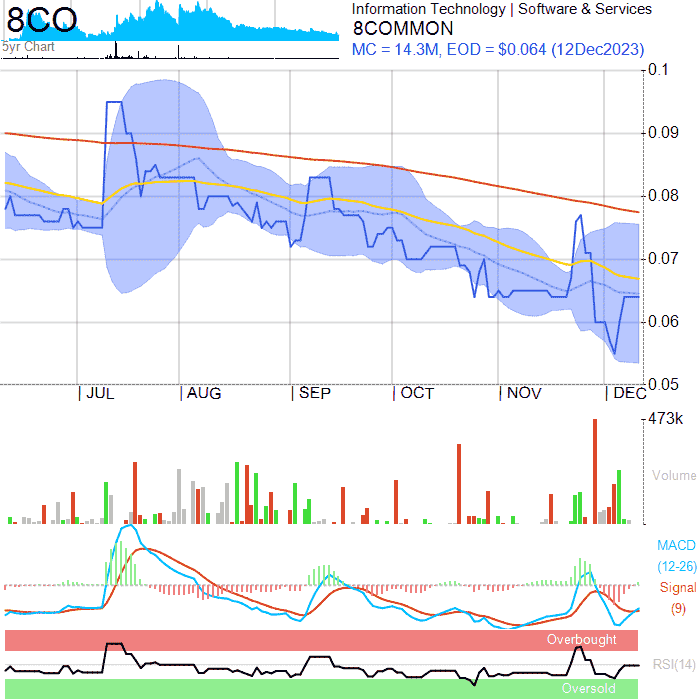 8CO
Information Technology | Software & Services
8COMMON
5yr Chart
MC = 14.3M, EOD = $0.064 (12Dec2023)
0.1
0.09
0.08
0.07
0.06
0.05
| JUL | AUG | SEP | OCT | NOV | DEC
473k
Volume
MACD
(12-26)
Signal
(9)
Overbought
RSI(14)
Oversold